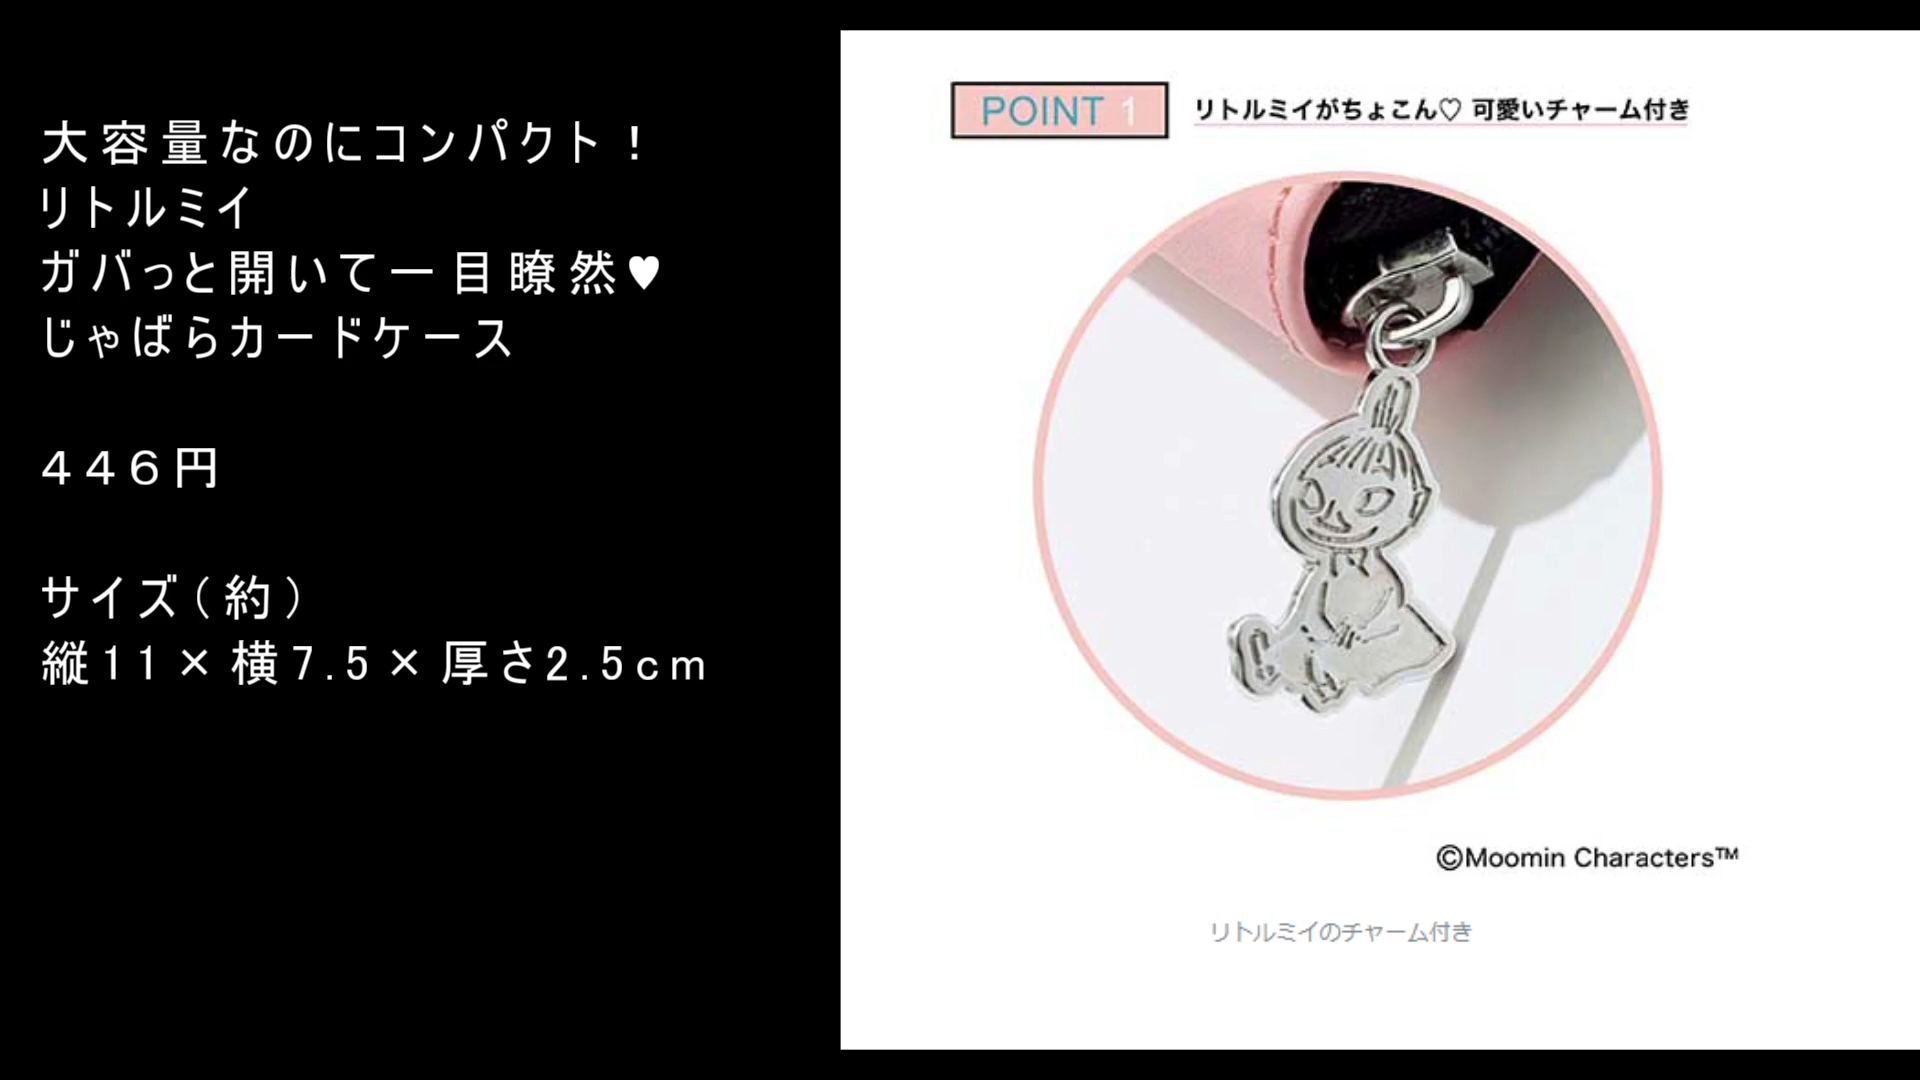 大容量なのにコンパクト！
リトルミイ
ガバっと開いて一目瞭然♥
じゃばらカードケース
４４６円
サイズ（約）
縦11×横7.5×厚さ2.5cm
POINT 1
リトルミイがちょこん♡ 可愛いチャーム付き
©Moomin Characters™
リトルミイのチャーム付き